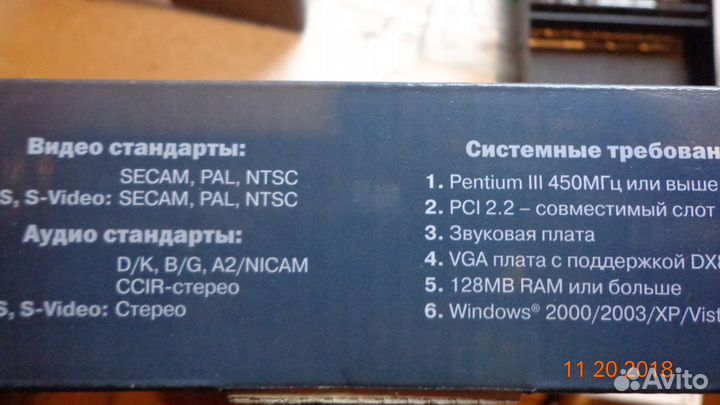 Видео стандарты:
SECAM, PAL, NTSC
S, S-Video: SECAM, PAL, NTSC
Аудио стандарты:
D/K, B/G, A2/NICAM
CCIR-стерео
S, S-Video: Стерео
Системные требован
1. Pentium III 450МГц или выше
2. PCI 2.2 – совместимый слот
3. Звуковая плата
4. VGA плата с поддержкой DX
5. 128MB RAM или больше
6. Windows® 2000/2003/XP/Vist
11 20 2018
Avito